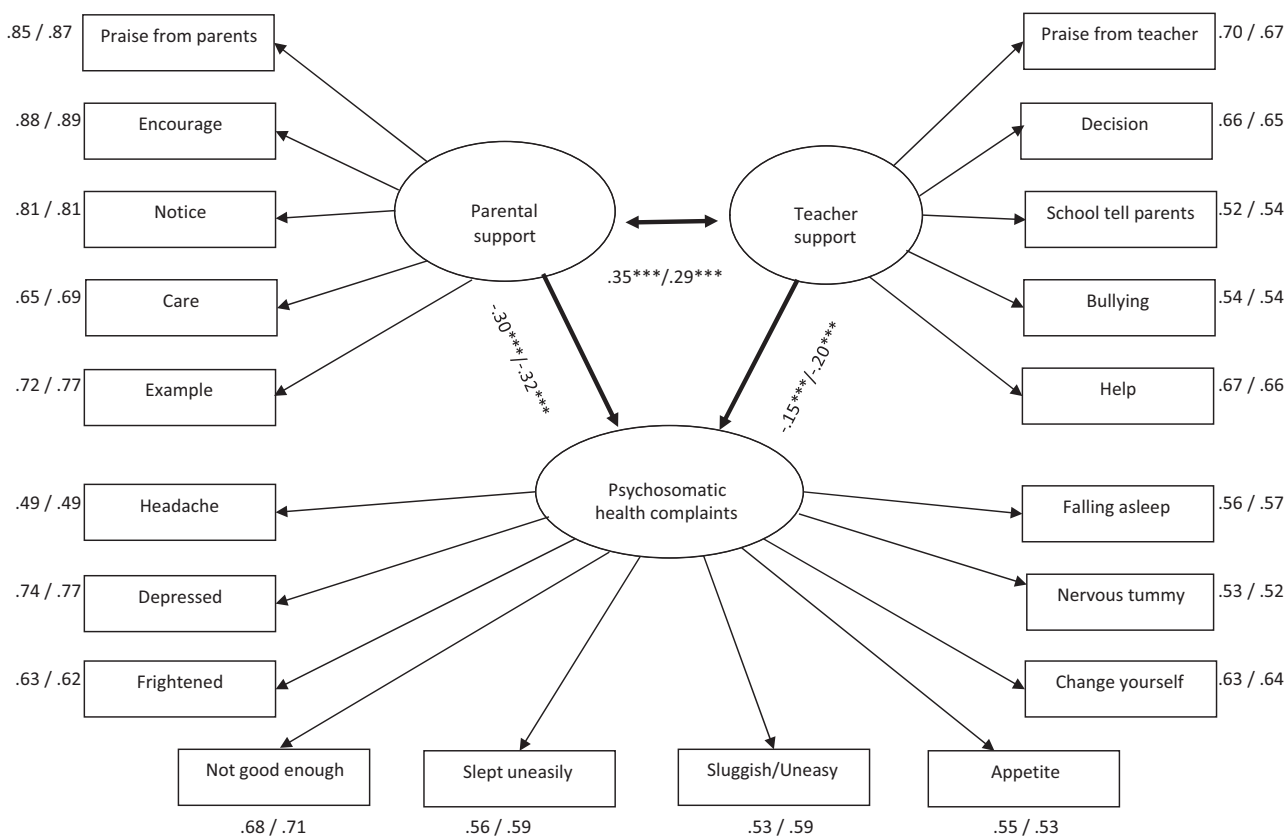 .85 / .87
Praise from parents
.88 / .89
Encourage
.81 / .81
Notice
.65 / .69
Care
.72 / .77
Example
Parental
support
Teacher
support
.35***/.29***
Praise from teacher
.70 / .67
Decision
.66 / .65
School tell parents
.52 / .54
Bullying
.54 / .54
Help
.67 / .66
-.30***/-.32***
-.15***/-.20***
Psychosomatic
health complaints
.49 / .49
Headache
.74 / .77
Depressed
.63 / .62
Frightened
Falling asleep
.56 / .57
Nervous tummy
.53 / .52
Change yourself
.63 / .64
Not good enough
Slept uneasily
Sluggish/Uneasy
Appetite
.68 / .71
.56 / .59
.53 / .59
.55 / .53